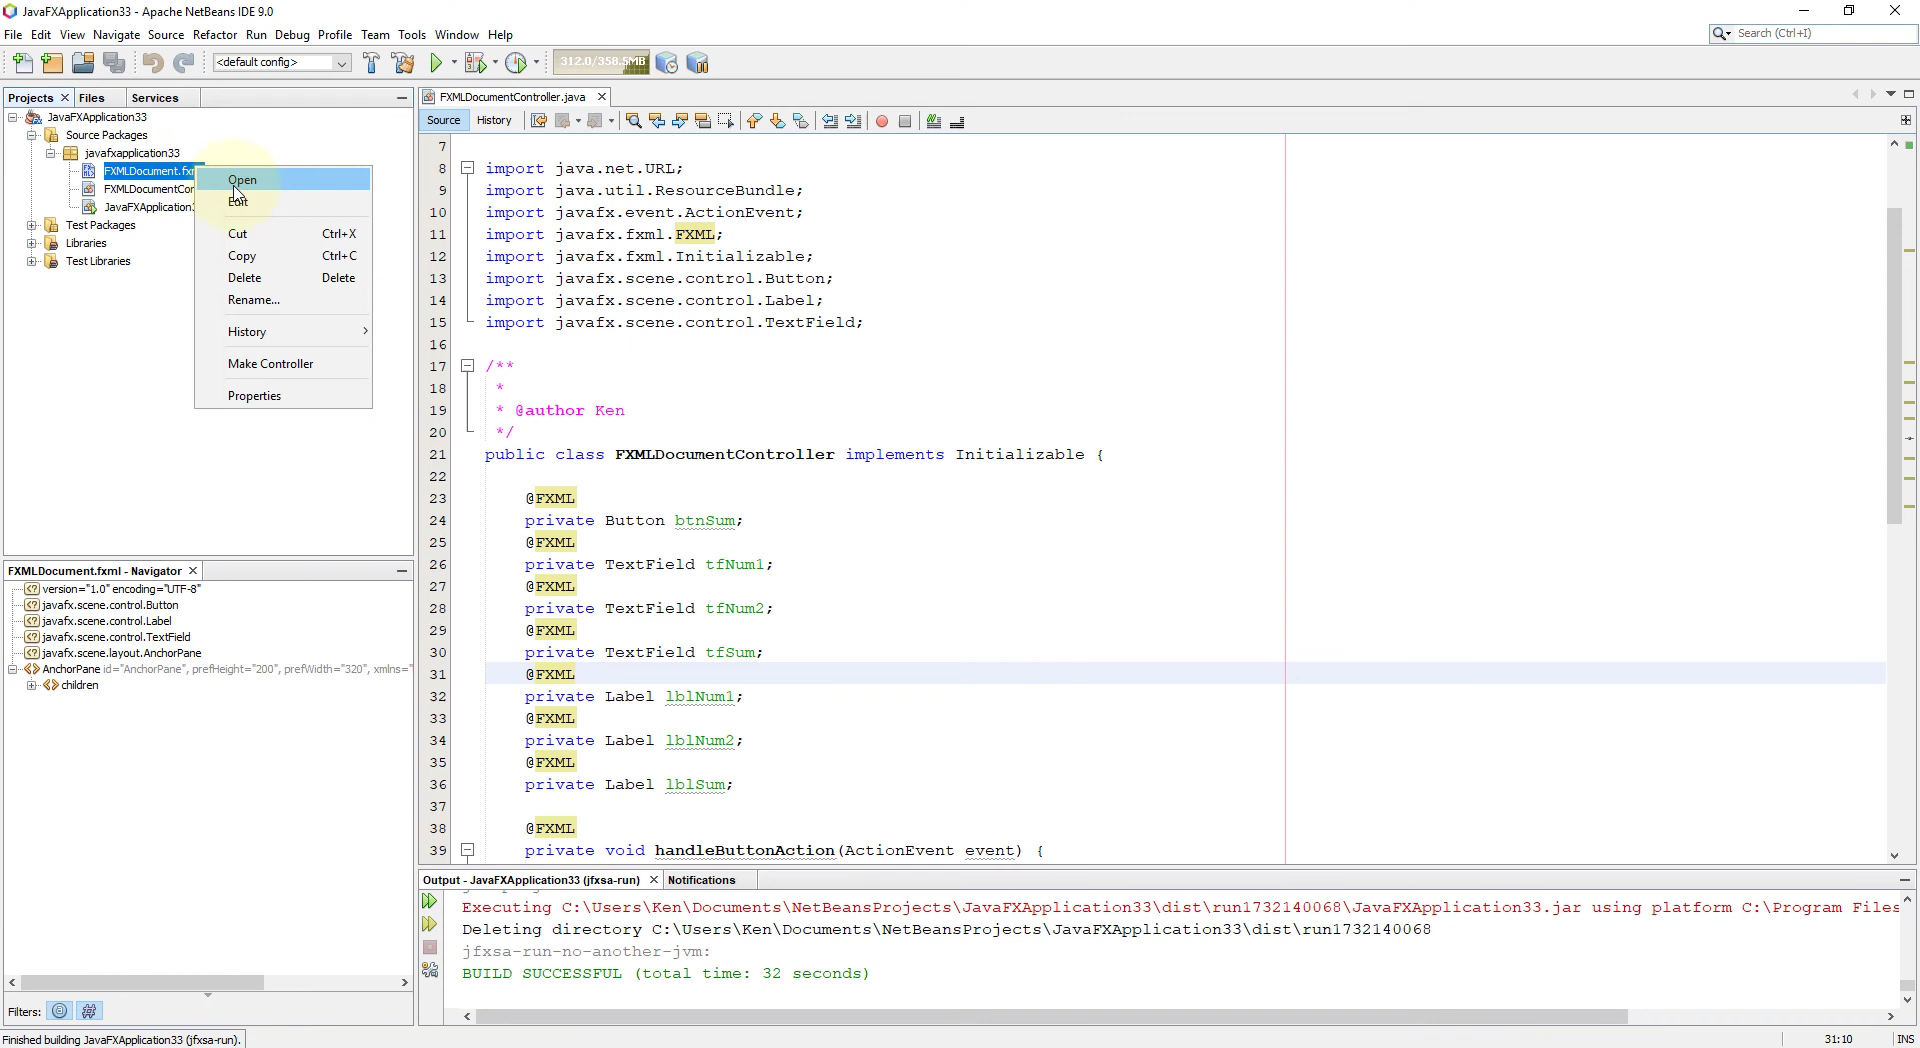 JavaFXApplication33 - Apache NetBeans IDE 9.0
File Edit View Navigate Source Refactor Run Debug Profile Team Tools Window Help
Search (Ctrl+I)
<default config>
312.0/358.5MB
Projects Files Services
JavaFXApplication33
Source Packages
javafxapplication33
FXMLDocument.fxm
FXMLDocumentCon
JavaFXApplication3
Test Packages
Libraries
Test Libraries
Open
Edit
Cut Ctrl+X
Copy Ctrl+C
Delete Delete
Rename...
History
Make Controller
Properties
FXMLDocument.fxml - Navigator
version="1.0" encoding="UTF-8"
javafx.scene.control.Button
javafx.scene.control.Label
javafx.scene.control.TextField
javafx.scene.layout.AnchorPane
AnchorPane id="AnchorPane", prefHeight="200", prefWidth="320", xmlns="
children
Filters:
FXMLDocumentController.java
Source History
7
8 import java.net.URL;
9 import java.util.ResourceBundle;
10 import javafx.event.ActionEvent;
11 import javafx.fxml.FXML;
12 import javafx.fxml.Initializable;
13 import javafx.scene.control.Button;
14 import javafx.scene.control.Label;
15 import javafx.scene.control.TextField;
16
17 /**
18 *
19 * @author Ken
20 */
21 public class FXMLDocumentController implements Initializable {
22
23 @FXML
24 private Button btnSum;
25 @FXML
26 private TextField tfNum1;
27 @FXML
28 private TextField tfNum2;
29 @FXML
30 private TextField tfSum;
31 @FXML
32 private Label lblNum1;
33 @FXML
34 private Label lblNum2;
35 @FXML
36 private Label lblSum;
37
38 @FXML
39 private void handleButtonAction(ActionEvent event) {
Output - JavaFXApplication33 (jfxsa-run) Notifications
Executing C:\Users\Ken\Documents\NetBeansProjects\JavaFXApplication33\dist\run1732140068\JavaFXApplication33.jar using platform C:\Program Files
Deleting directory C:\Users\Ken\Documents\NetBeansProjects\JavaFXApplication33\dist\run1732140068
jfxsa-run-no-another-jvm:
BUILD SUCCESSFUL (total time: 32 seconds)
Finished building JavaFXApplication33 (jfxsa-run).
31:10 INS